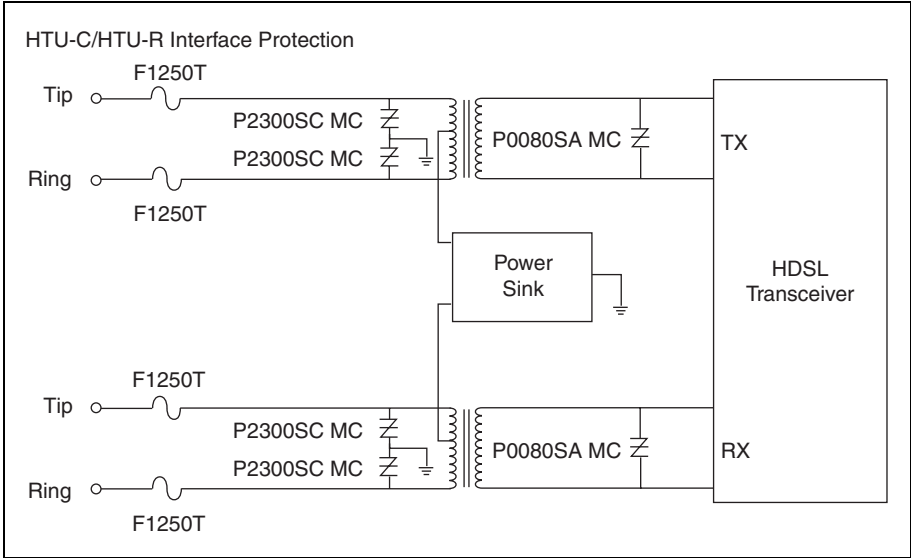 HTU-C/HTU-R Interface Protection
F1250T
Tip
P2300SC MC
P2300SC MC
P0080SA MC
TX
Ring
F1250T
Power
Sink
HDSL
Transceiver
F1250T
Tip
P2300SC MC
P2300SC MC
P0080SA MC
RX
Ring
F1250T